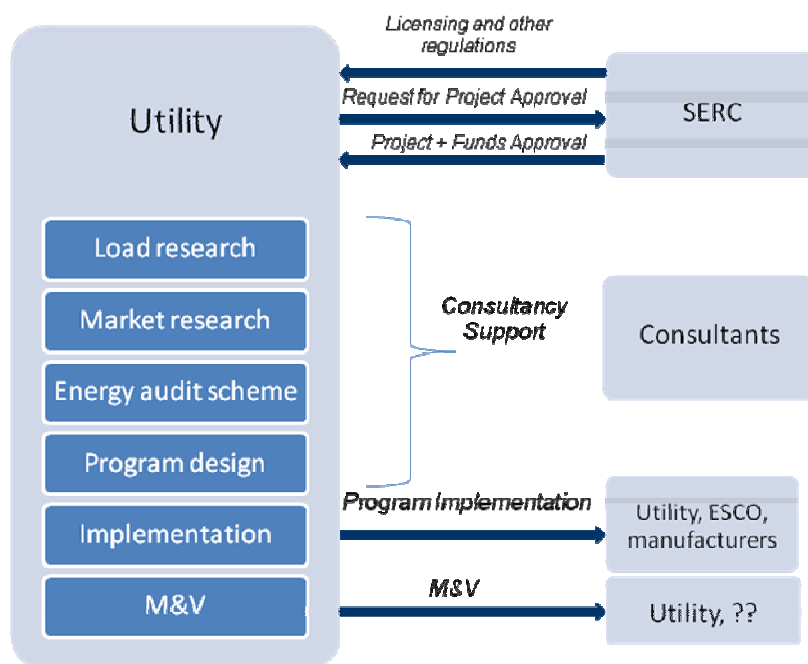 Licensing and other
regulations
Request for Project Approval
Project + Funds Approval
SERC
Utility
Load research
Market research
Energy audit scheme
Program design
Implementation
M&V
Consultancy
Support
Consultants
Program Implementation
Utility, ESCO,
manufacturers
M&V
Utility, ??